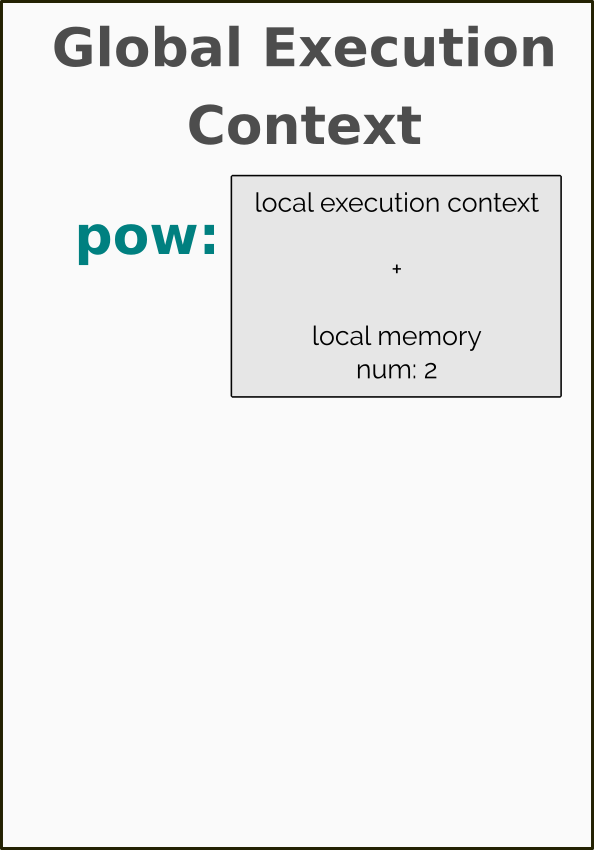 Global Execution
Context
pow:
local execution context
+
local memory
num: 2